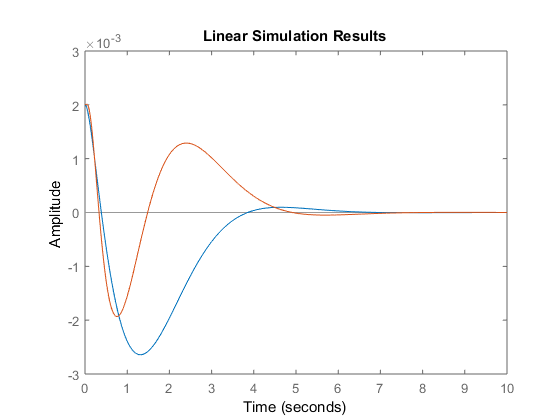 Linear Simulation Results
×10-3
3
2
1
0
-1
-2
-3
Amplitude
0 1 2 3 4 5 6 7 8 9 10
Time (seconds)